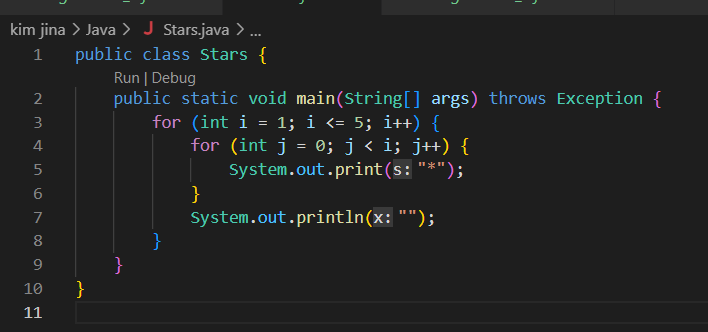 kim jina > Java > J Stars.java > ...
1 public class Stars {
Run | Debug
2 public static void main(String[] args) throws Exception {
3 for (int i = 1; i <= 5; i++) {
4 for (int j = 0; j < i; j++) {
5 System.out.print(s: "*");
6 }
7 System.out.println(x: "");
8 }
9 }
10 }
11